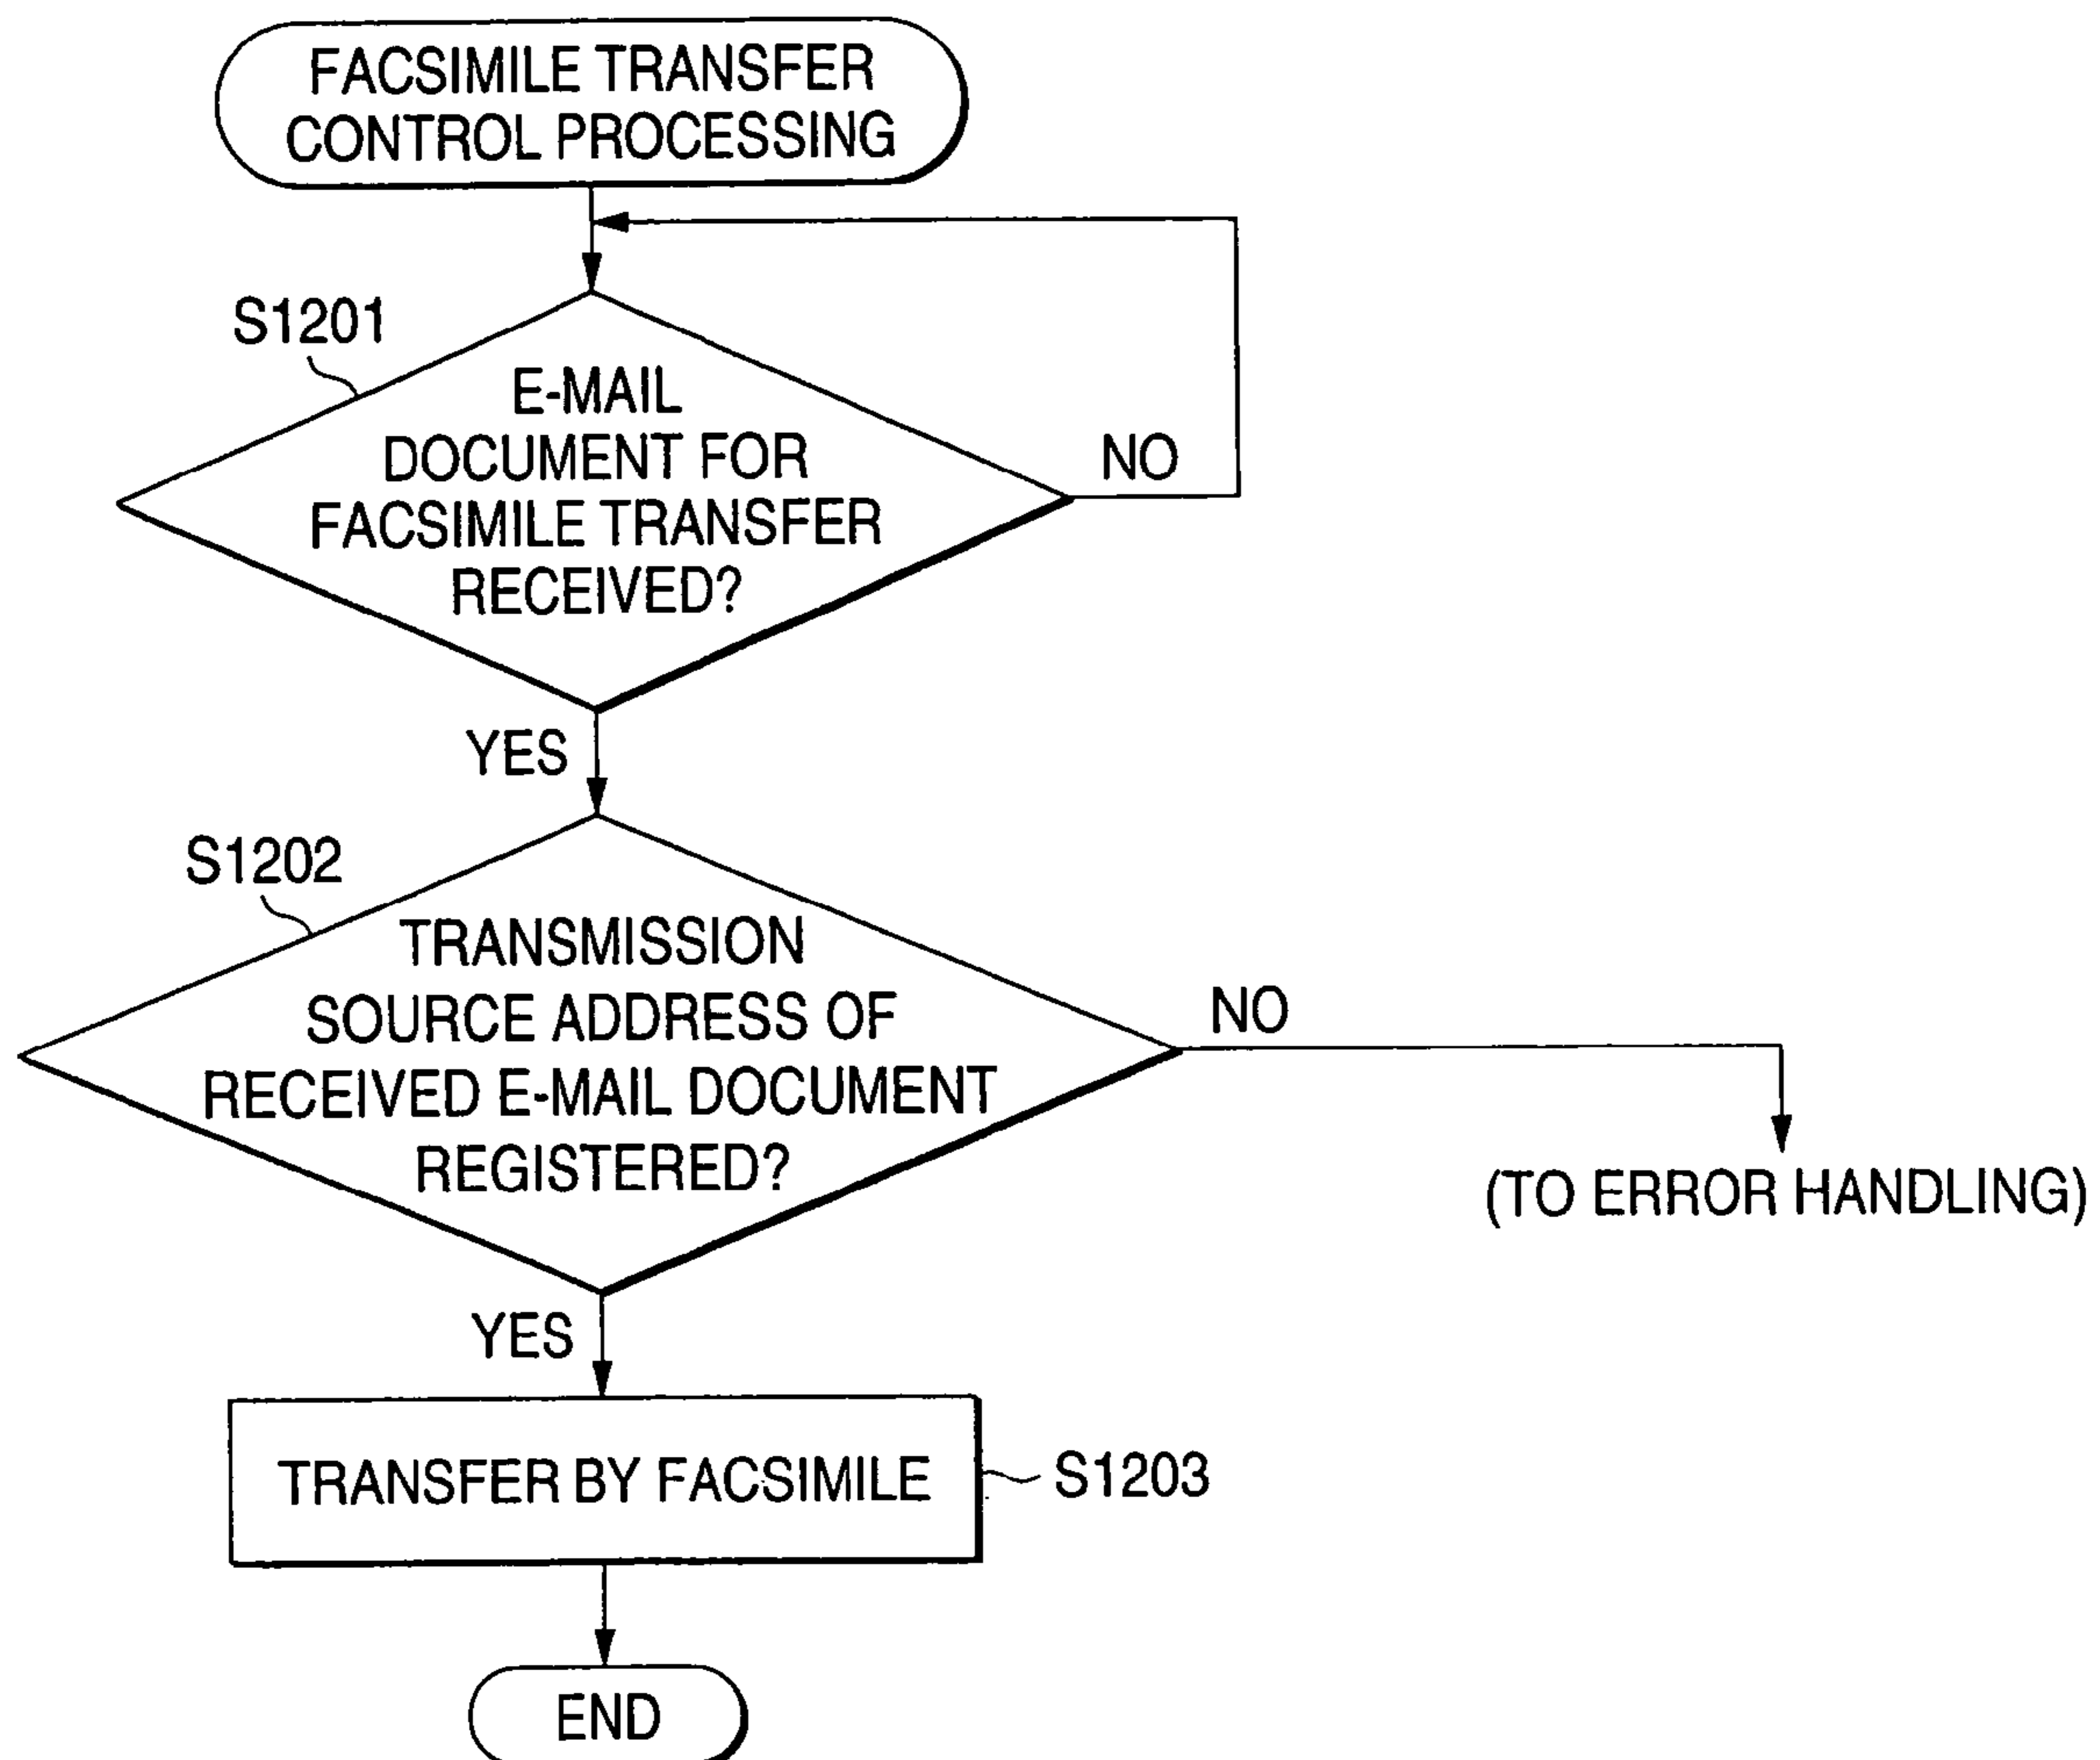 FACSIMILE TRANSFER
CONTROL PROCESSING
S1201
E-MAIL
DOCUMENT FOR
FACSIMILE TRANSFER
RECEIVED?
NO
YES
S1202
TRANSMISSION
SOURCE ADDRESS OF
RECEIVED E-MAIL DOCUMENT
REGISTERED?
NO
(TO ERROR HANDLING)
YES
TRANSFER BY FACSIMILE
S1203
END